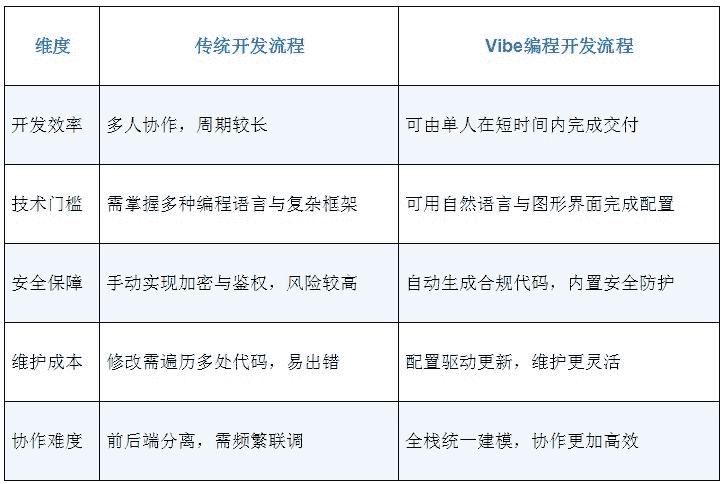 维度 传统开发流程 Vibe编程开发流程
开发效率 多人协作，周期较长 可由单人在短时间内完成交付
技术门槛 需掌握多种编程语言与复杂框架 可用自然语言与图形界面完成配置
安全保障 手动实现加密与鉴权，风险较高 自动生成合规代码，内置安全防护
维护成本 修改需遍历多处代码，易出错 配置驱动更新，维护更灵活
协作难度 前后端分离，需频繁联调 全栈统一建模，协作更加高效